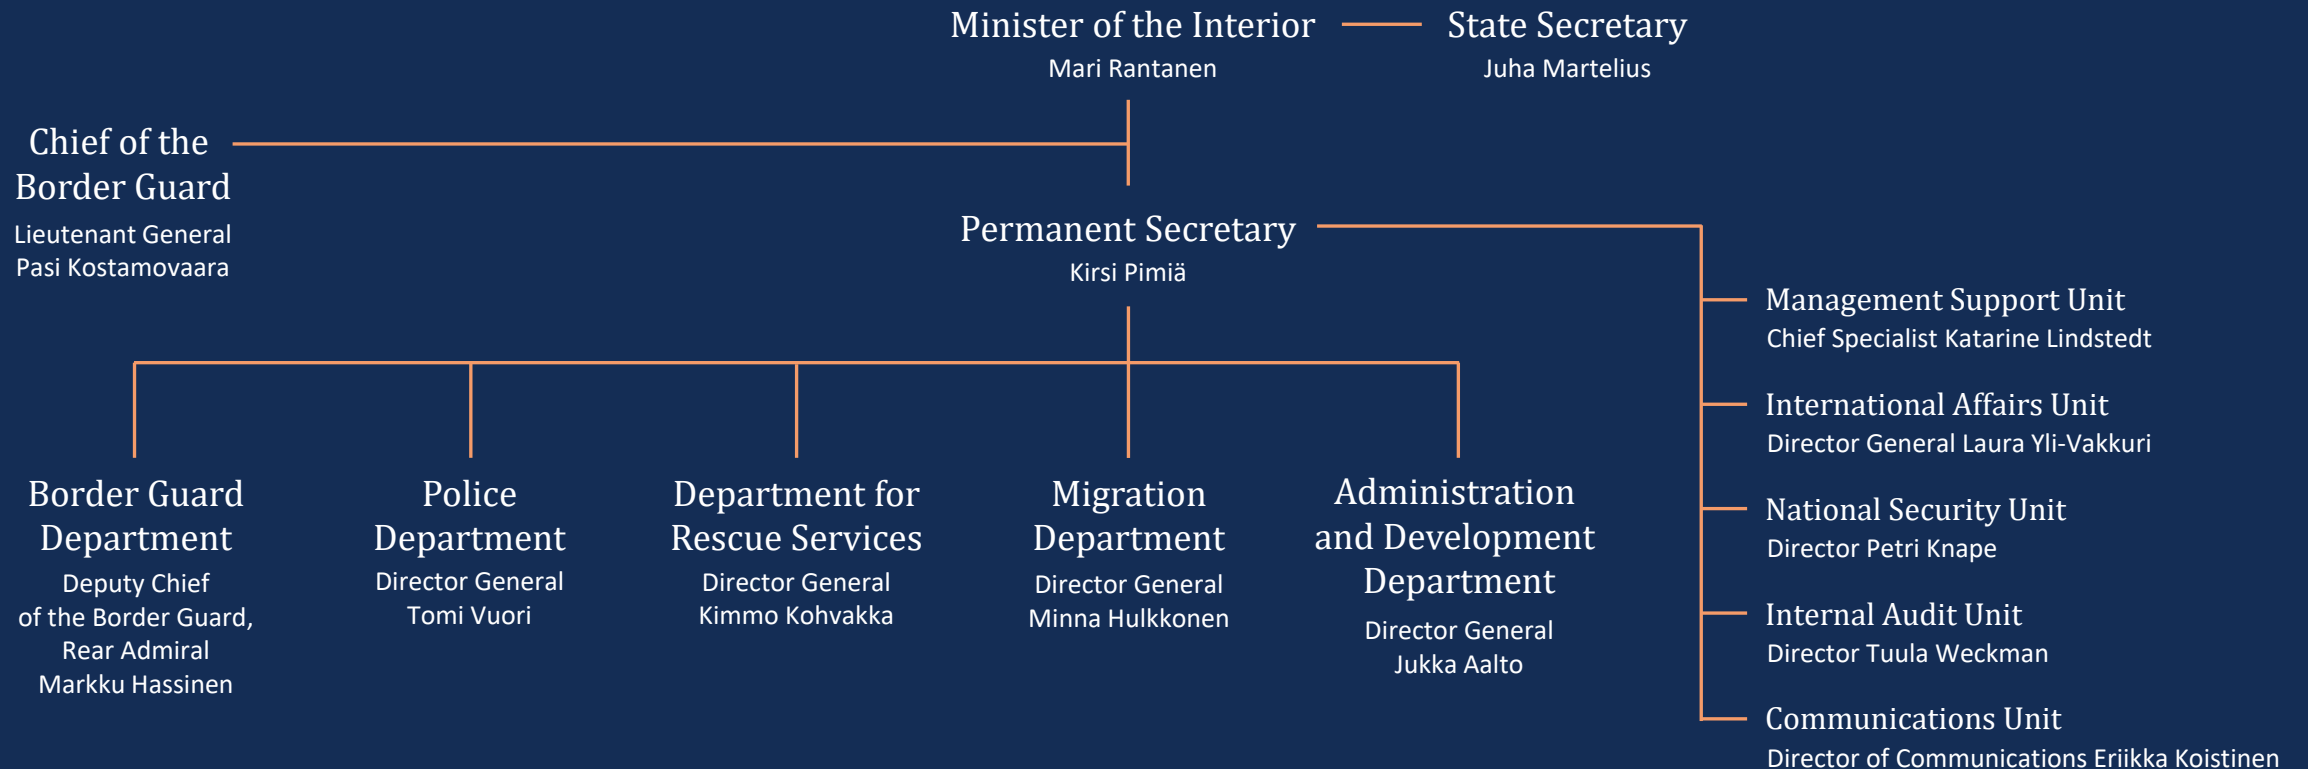 Minister of the Interior
Mari Rantanen
State Secretary
Juha Martelius
Chief of the
Border Guard
Lieutenant General
Pasi Kostamovaara
Permanent Secretary
Kirsi Pimiä
Border Guard
Department
Deputy Chief
of the Border Guard,
Rear Admiral
Markku Hassinen
Police
Department
Director General
Tomi Vuori
Department for
Rescue Services
Director General
Kimmo Kohvakka
Migration
Department
Director General
Minna Hulkkonen
Administration
and Development
Department
Director General
Jukka Aalto
Management Support Unit
Chief Specialist Katarine Lindstedt
International Affairs Unit
Director General Laura Yli-Vakkuri
National Security Unit
Director Petri Knape
Internal Audit Unit
Director Tuula Weckman
Communications Unit
Director of Communications Eriikka Koistinen